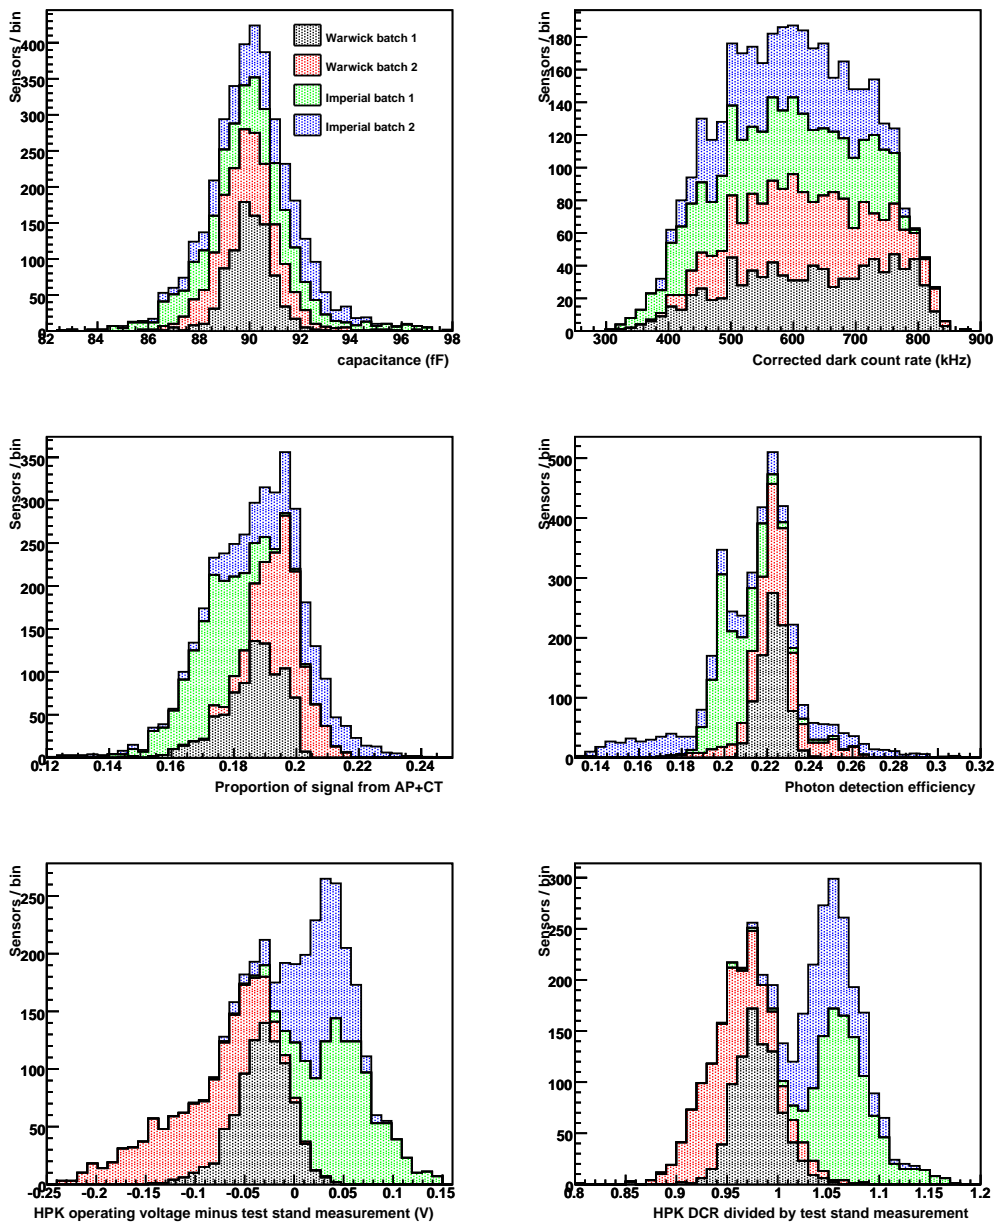 Sensors / bin
400
350
300
250
200
150
100
50
0
82 84 86 88 90 92 94 96 98
capacitance (fF)
Warwick batch 1
Warwick batch 2
Imperial batch 1
Imperial batch 2
Sensors / bin
180
160
140
120
100
80
60
40
20
0
300 400 500 600 700 800 900
Corrected dark count rate (kHz)
Sensors / bin
350
300
250
200
150
100
50
0
0.12 0.14 0.16 0.18 0.2 0.22 0.24
Proportion of signal from AP+CT
Sensors / bin
500
400
300
200
100
0
0.14 0.16 0.18 0.2 0.22 0.24 0.26 0.28 0.3 0.32
Photon detection efficiency
Sensors / bin
250
200
150
100
50
0
-0.25 -0.2 -0.15 -0.1 -0.05 0 0.05 0.1 0.15
HPK operating voltage minus test stand measurement (V)
Sensors / bin
300
250
200
150
100
50
0
0.8 0.85 0.9 0.95 1 1.05 1.1 1.15 1.2
HPK DCR divided by test stand measurement